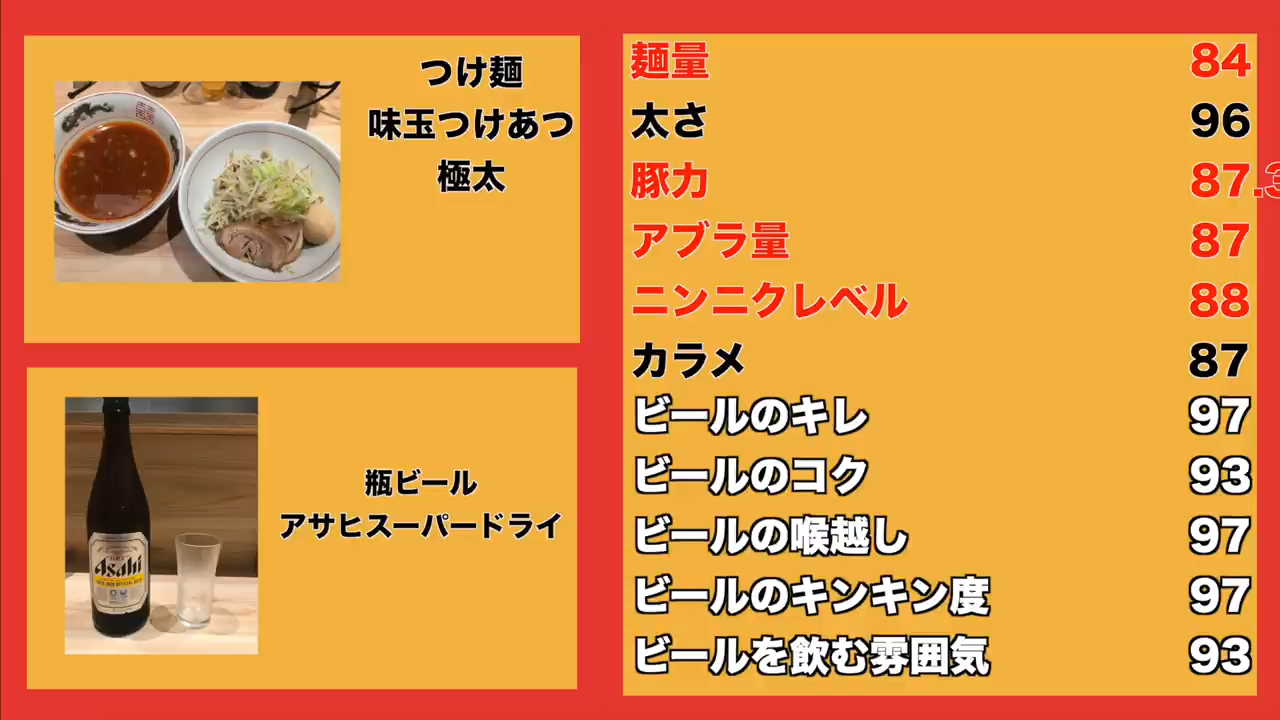 つけ麺
味玉つけあつ
極太
瓶ビール
アサヒスーパードライ
Asahi
麺量 84
太さ 96
豚力 87.3
アブラ量 87
ニンニクレベル 88
カラメ 87
ビールのキレ 97
ビールのコク 93
ビールの喉越し 97
ビールのキンキン度 97
ビールを飲む雰囲気 93